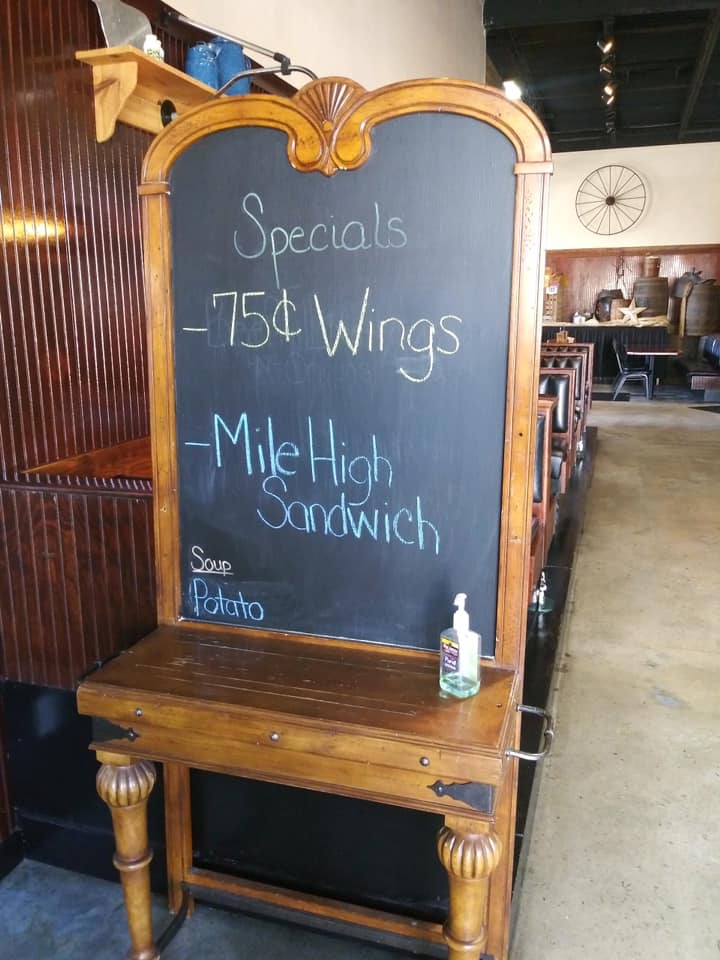 Specials
-75¢ Wings
-Mile High
Sandwich
Soup
Potato